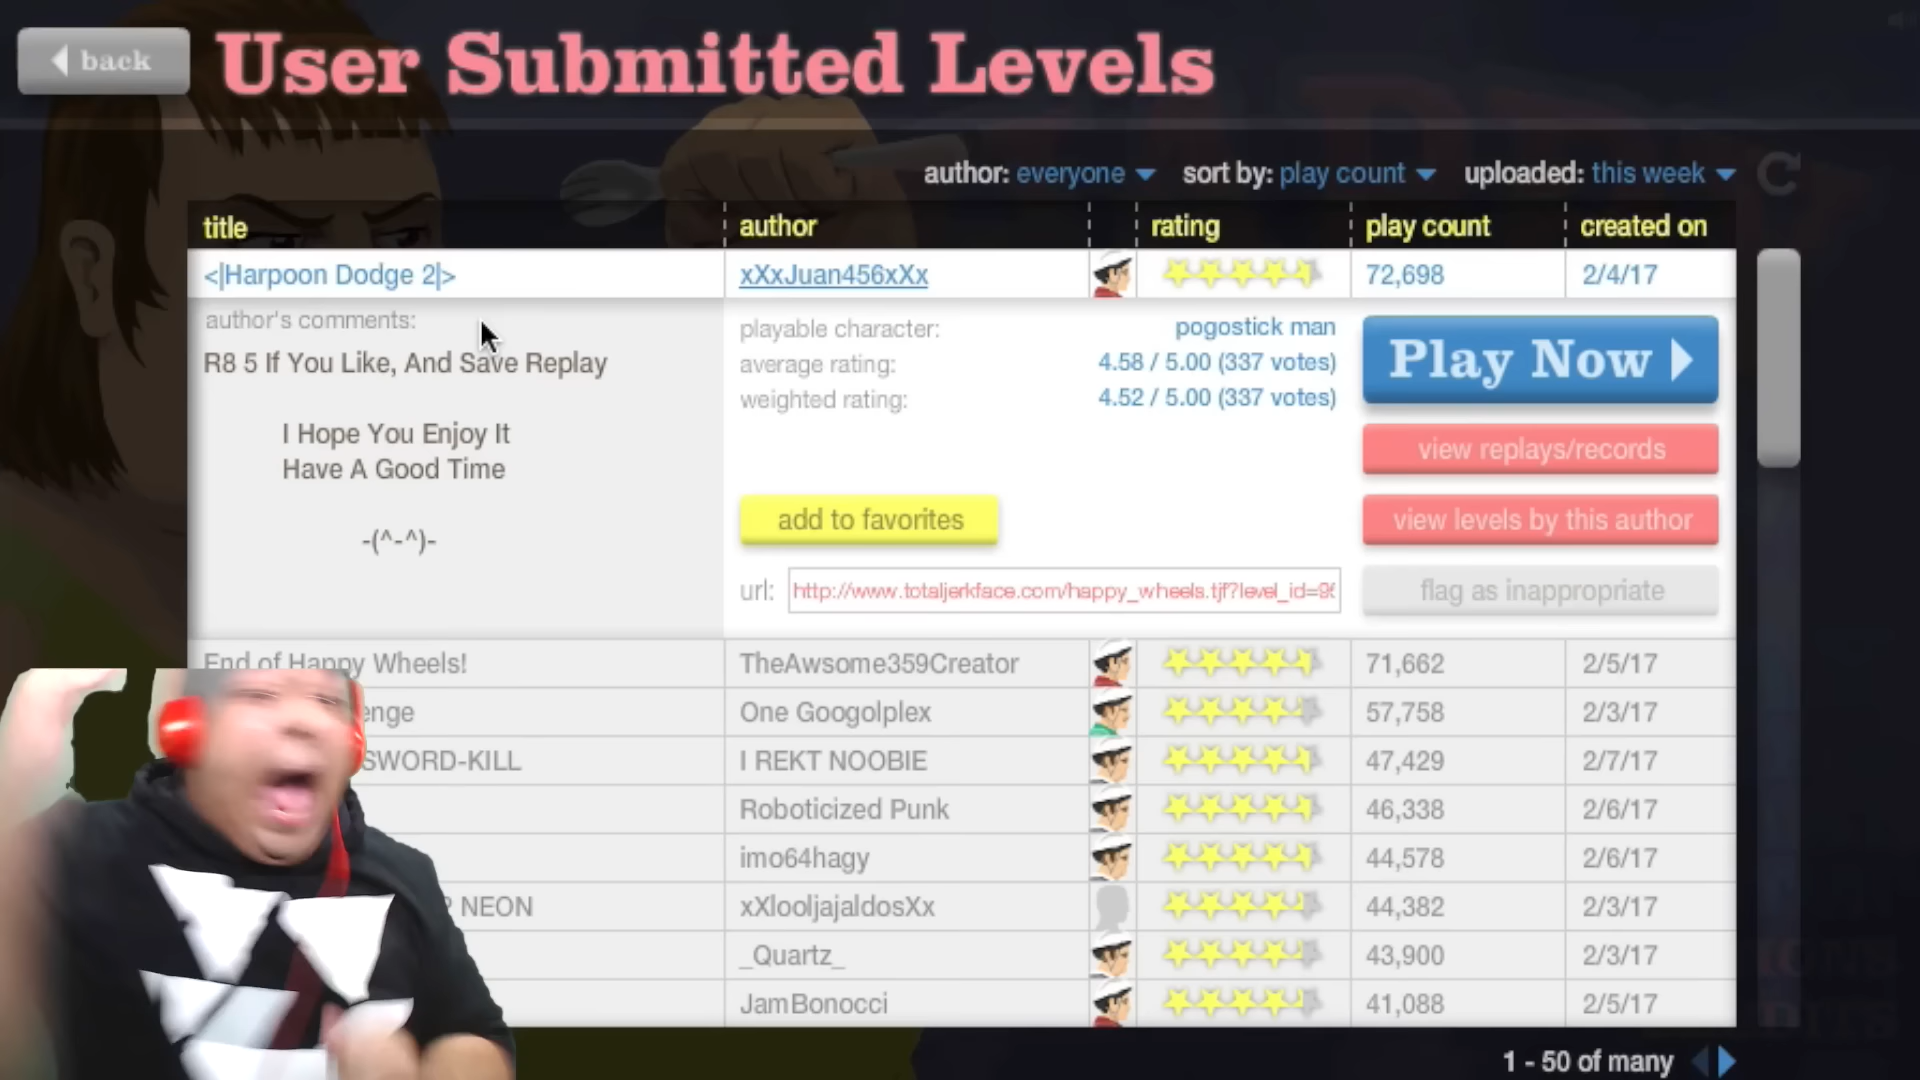 back
User Submitted Levels
author: everyone sort by: play count uploaded: this week
title author rating play count created on
<|Harpoon Dodge 2|> xXxJuan456xXx 72,698 2/4/17
author's comments:
R8 5 If You Like, And Save Replay
I Hope You Enjoy It
Have A Good Time
-(^-^)-
playable character: pogostick man
average rating: 4.58 / 5.00 (337 votes)
weighted rating: 4.52 / 5.00 (337 votes)
add to favorites
url: http://www.totaljerkface.com/happy_wheels.tjf?level_id=9
Play Now
view replays/records
view levels by this author
flag as inappropriate
End of Happy Wheels! TheAwsome359Creator 71,662 2/5/17
enge One Googolplex 57,758 2/3/17
SWORD-KILL I REKT NOOBIE 47,429 2/7/17
Roboticized Punk 46,338 2/6/17
imo64hagy 44,578 2/6/17
NEON xXlooljajaldosXx 44,382 2/3/17
_Quartz_ 43,900 2/3/17
JamBonocci 41,088 2/5/17
1 - 50 of many